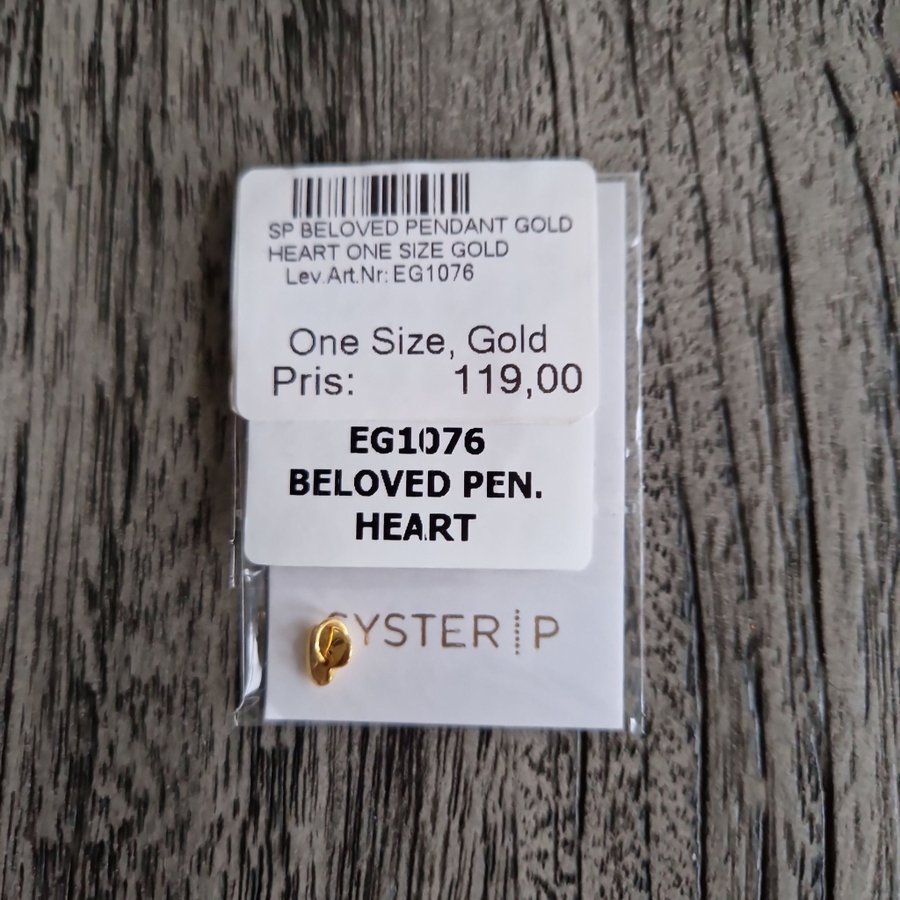 SP BELOVED PENDANT GOLD
HEART ONE SIZE GOLD
Lev.Art.Nr: EG1076
One Size, Gold
Pris: 119,00
EG1076
BELOVED PEN.
HEART
SYSTER P